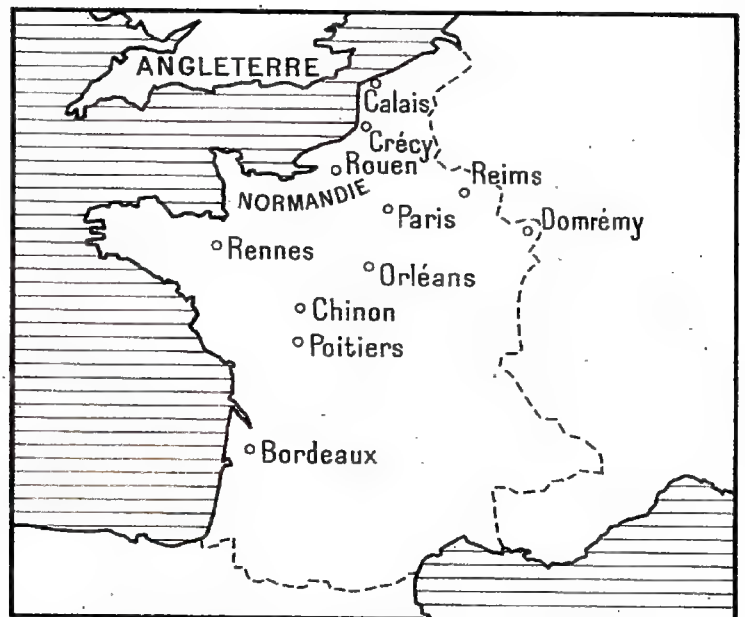 ANGLETERRE
Calais
Crécy
Rouen
Reims
NORMANDIE
Paris
Domrémy
Rennes
Orléans
Chinon
Poitiers
Bordeaux